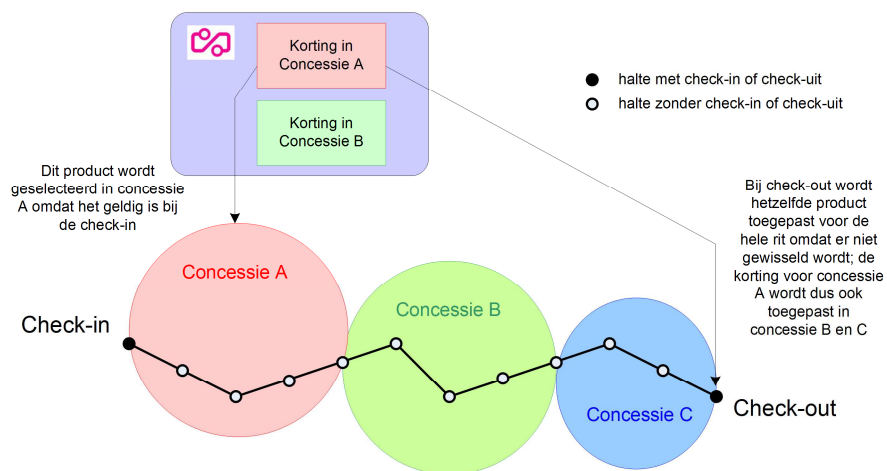 Korting in
Concessie A
Korting in
Concessie B
halte met check-in of check-uit
halte zonder check-in of check-uit
Dit product wordt
geselecteerd in concessie
A omdat het geldig is bij
de check-in
Bij check-out wordt
hetzelfde product
toegepast voor de
hele rit omdat er niet
gewisseld wordt; de
korting voor concessie
A wordt dus ook
toegepast in
concessie B en C
Concessie A
Concessie B
Check-in
Concessie C
Check-out